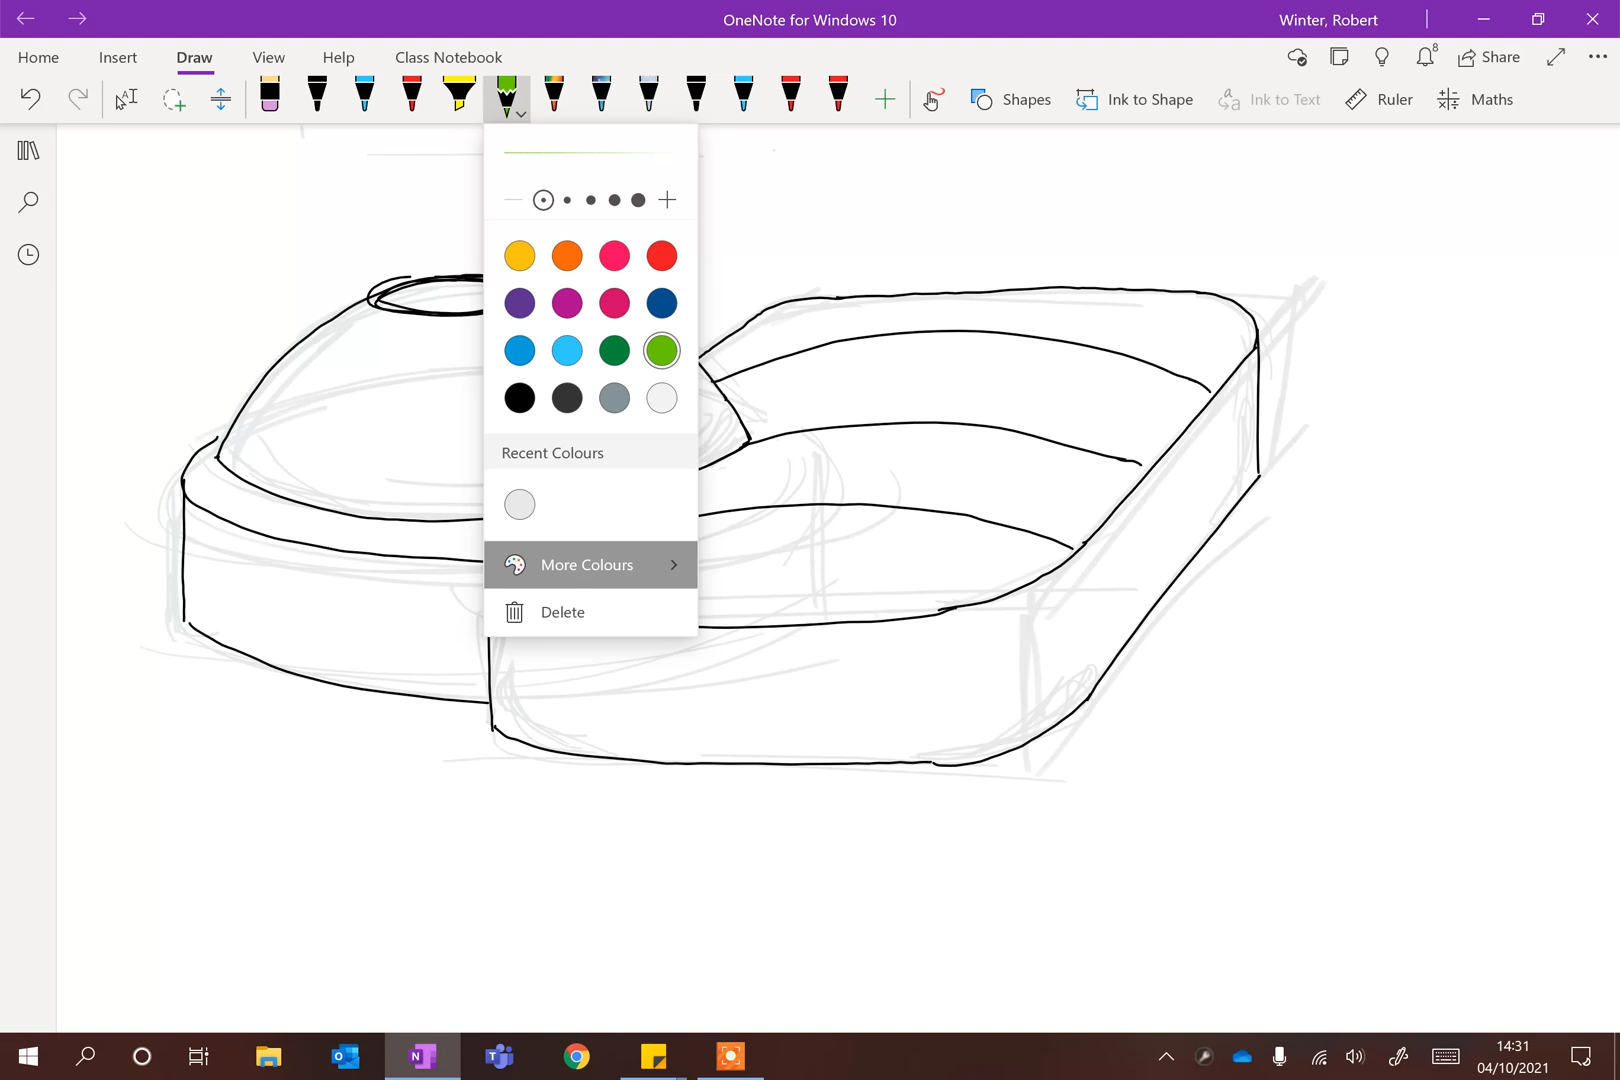 OneNote for Windows 10
Winter, Robert
Home Insert Draw View Help Class Notebook
8
Share
AI
Shapes
Ink to Shape
Ink to Text
Ruler
Maths
Recent Colours
More Colours
Delete
14:31
04/10/2021